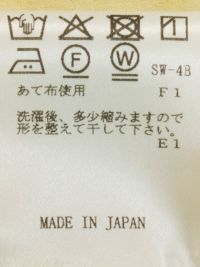 F W SW-48
あて布使用 F1
洗濯後、多少縮みますので
形を整えて干して下さい。
E1
MADE IN JAPAN